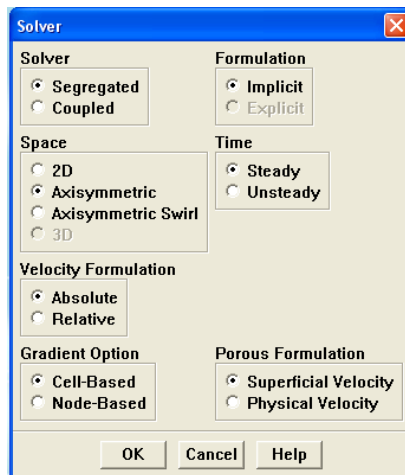 Solver
Solver
Segregated
Coupled
Formulation
Implicit
Explicit
Space
2D
Axisymmetric
Axisymmetric Swirl
3D
Time
Steady
Unsteady
Velocity Formulation
Absolute
Relative
Gradient Option
Cell-Based
Node-Based
Porous Formulation
Superficial Velocity
Physical Velocity
OK
Cancel
Help